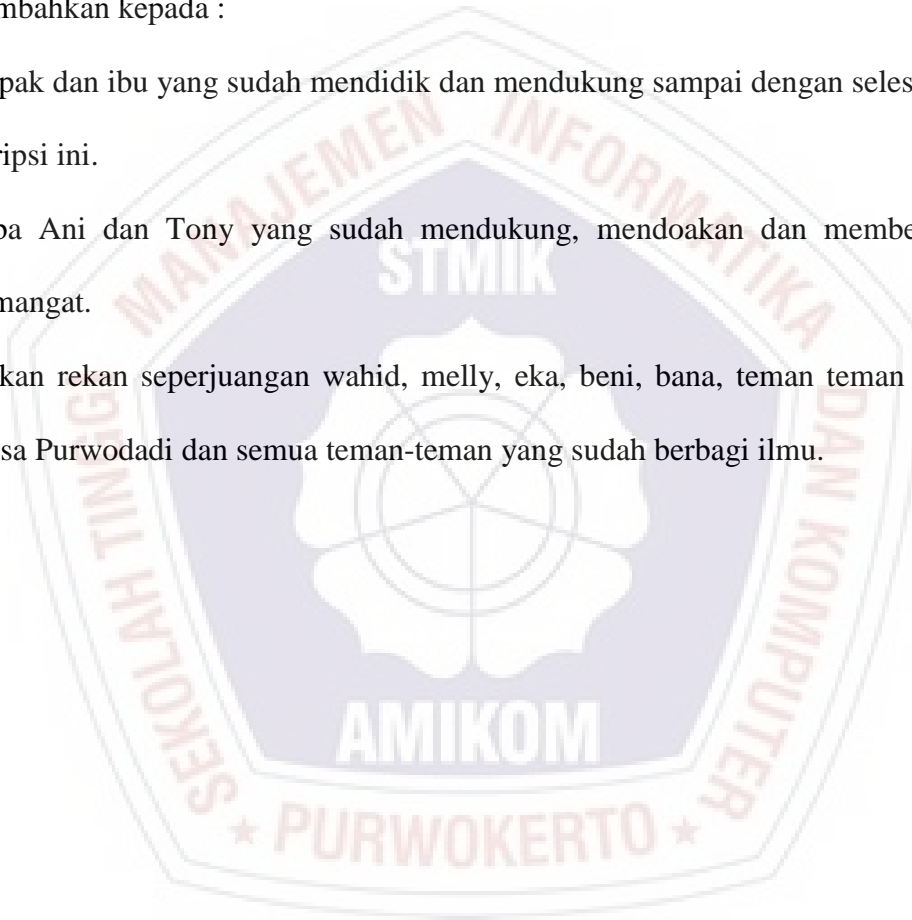 mbahkan kepada :
pak dan ibu yang sudah mendidik dan mendukung sampai dengan seles
ripsi ini.
ba Ani dan Tony yang sudah mendukung, mendoakan dan membe
mangat.
kan rekan seperjuangan wahid, melly, eka, beni, bana, teman teman
sa Purwodadi dan semua teman-teman yang sudah berbagi ilmu.
SEKOLAH TINGG MANAJEMEN INFORMATIKA DAN KOMPUTER
STMIK
AMIKOM
★ PURWOKERTO ★